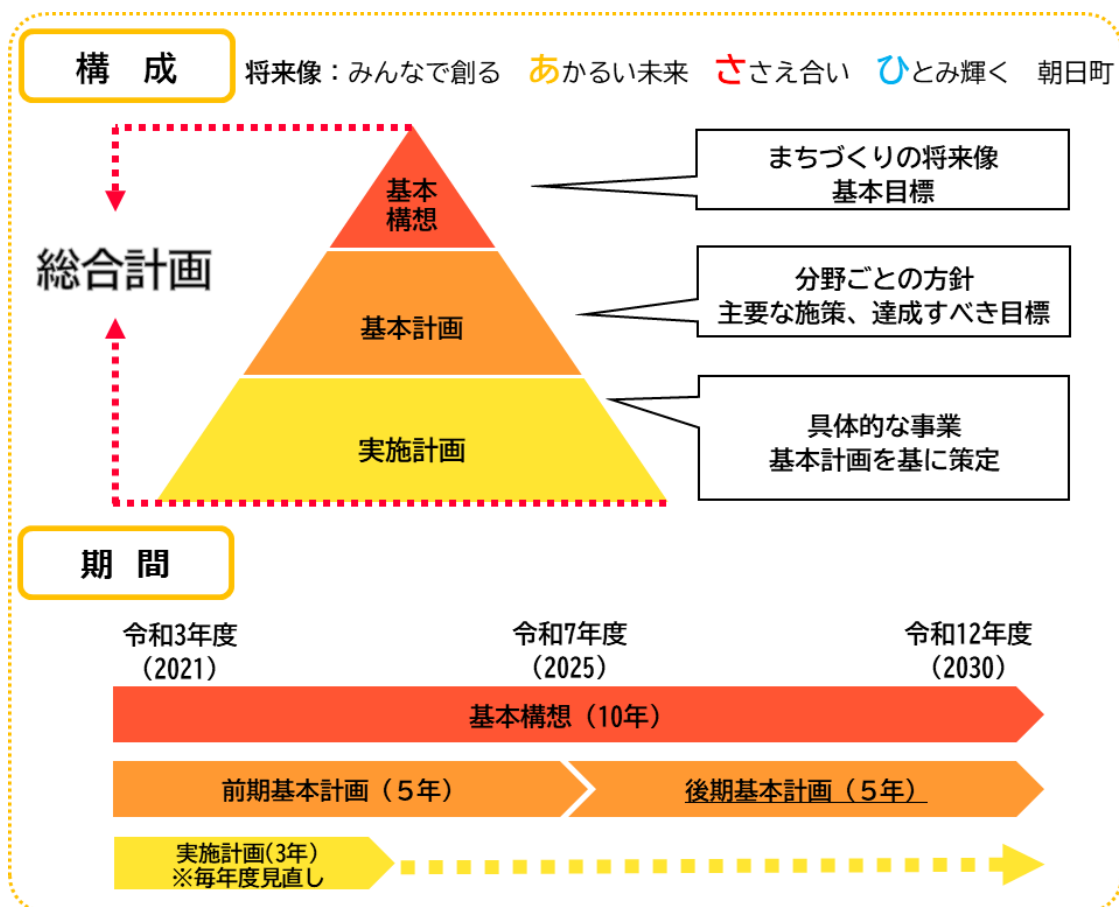 構 成
将来像：みんなで創る あかるい未来 ささえ合い ひとみ輝く 朝日町
総合計画
基本
構想
まちづくりの将来像
基本目標
基本計画
分野ごとの方針
主要な施策、達成すべき目標
実施計画
具体的な事業
基本計画を基に策定
期 間
令和3年度
（2021）
令和7年度
（2025）
令和12年度
（2030）
基本構想（10年）
前期基本計画（５年）
後期基本計画（５年）
実施計画(3年)
※毎年度見直し